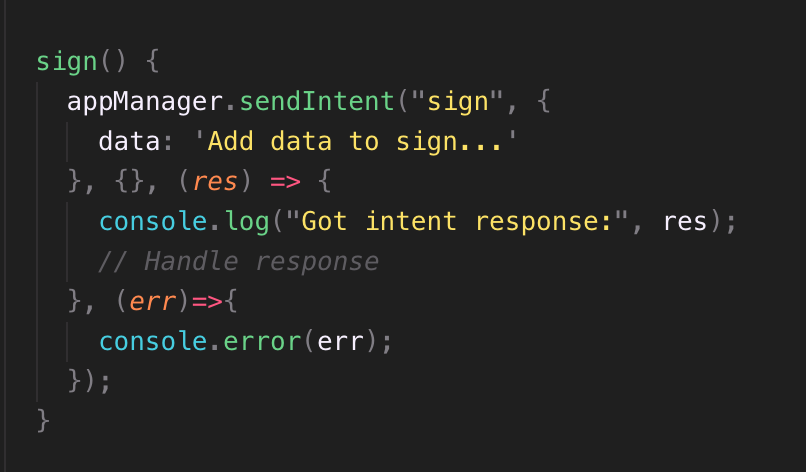 sign() {
  appManager.sendIntent("sign", {
    data: 'Add data to sign...'
  }, {}, (res) => {
    console.log("Got intent response:", res);
    // Handle response
  }, (err)=>{
    console.error(err);
  });
}